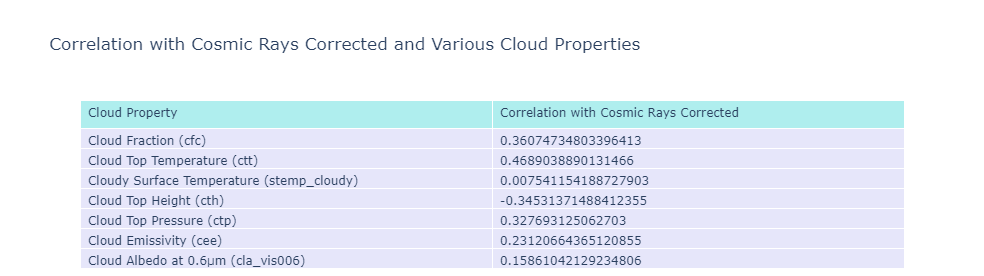 Correlation with Cosmic Rays Corrected and Various Cloud Properties
Cloud Property Correlation with Cosmic Rays Corrected
Cloud Fraction (cfc) 0.36074734803396413
Cloud Top Temperature (ctt) 0.4689038890131466
Cloudy Surface Temperature (stemp_cloudy) 0.007541154188727903
Cloud Top Height (cth) -0.34531371488412355
Cloud Top Pressure (ctp) 0.327693125062703
Cloud Emissivity (cee) 0.23120664365120855
Cloud Albedo at 0.6μm (cla_vis006) 0.15861042129234806